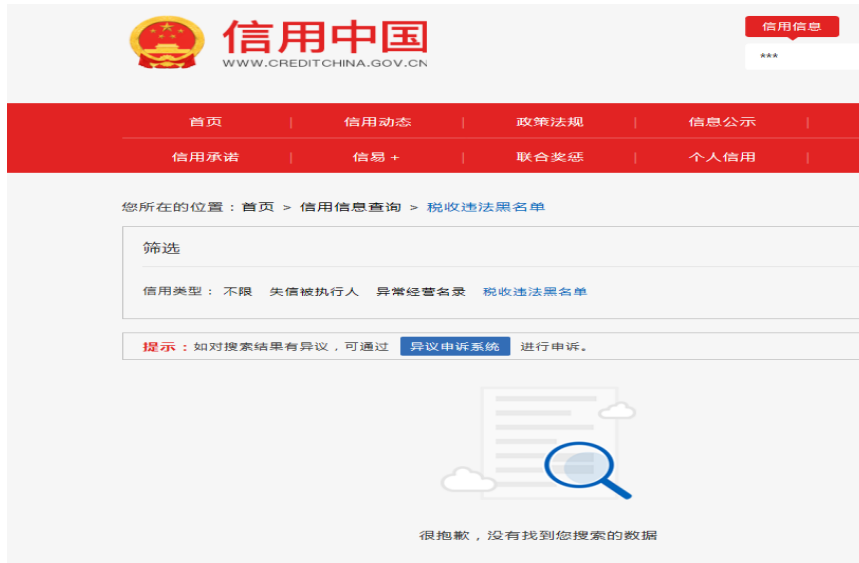 信用中国
WWW.CREDITCHINA.GOV.CN
信用信息
***
首页 | 信用动态 | 政策法规 | 信息公示 |
信用承诺 | 信易+ | 联合奖惩 | 个人信用 |
您所在的位置：首页 > 信用信息查询 > 税收违法黑名单
筛选
信用类型： 不限 失信被执行人 异常经营名录 税收违法黑名单
提示：如对搜索结果有异议，可通过 异议申诉系统 进行申诉。
很抱歉，没有找到您搜索的数据